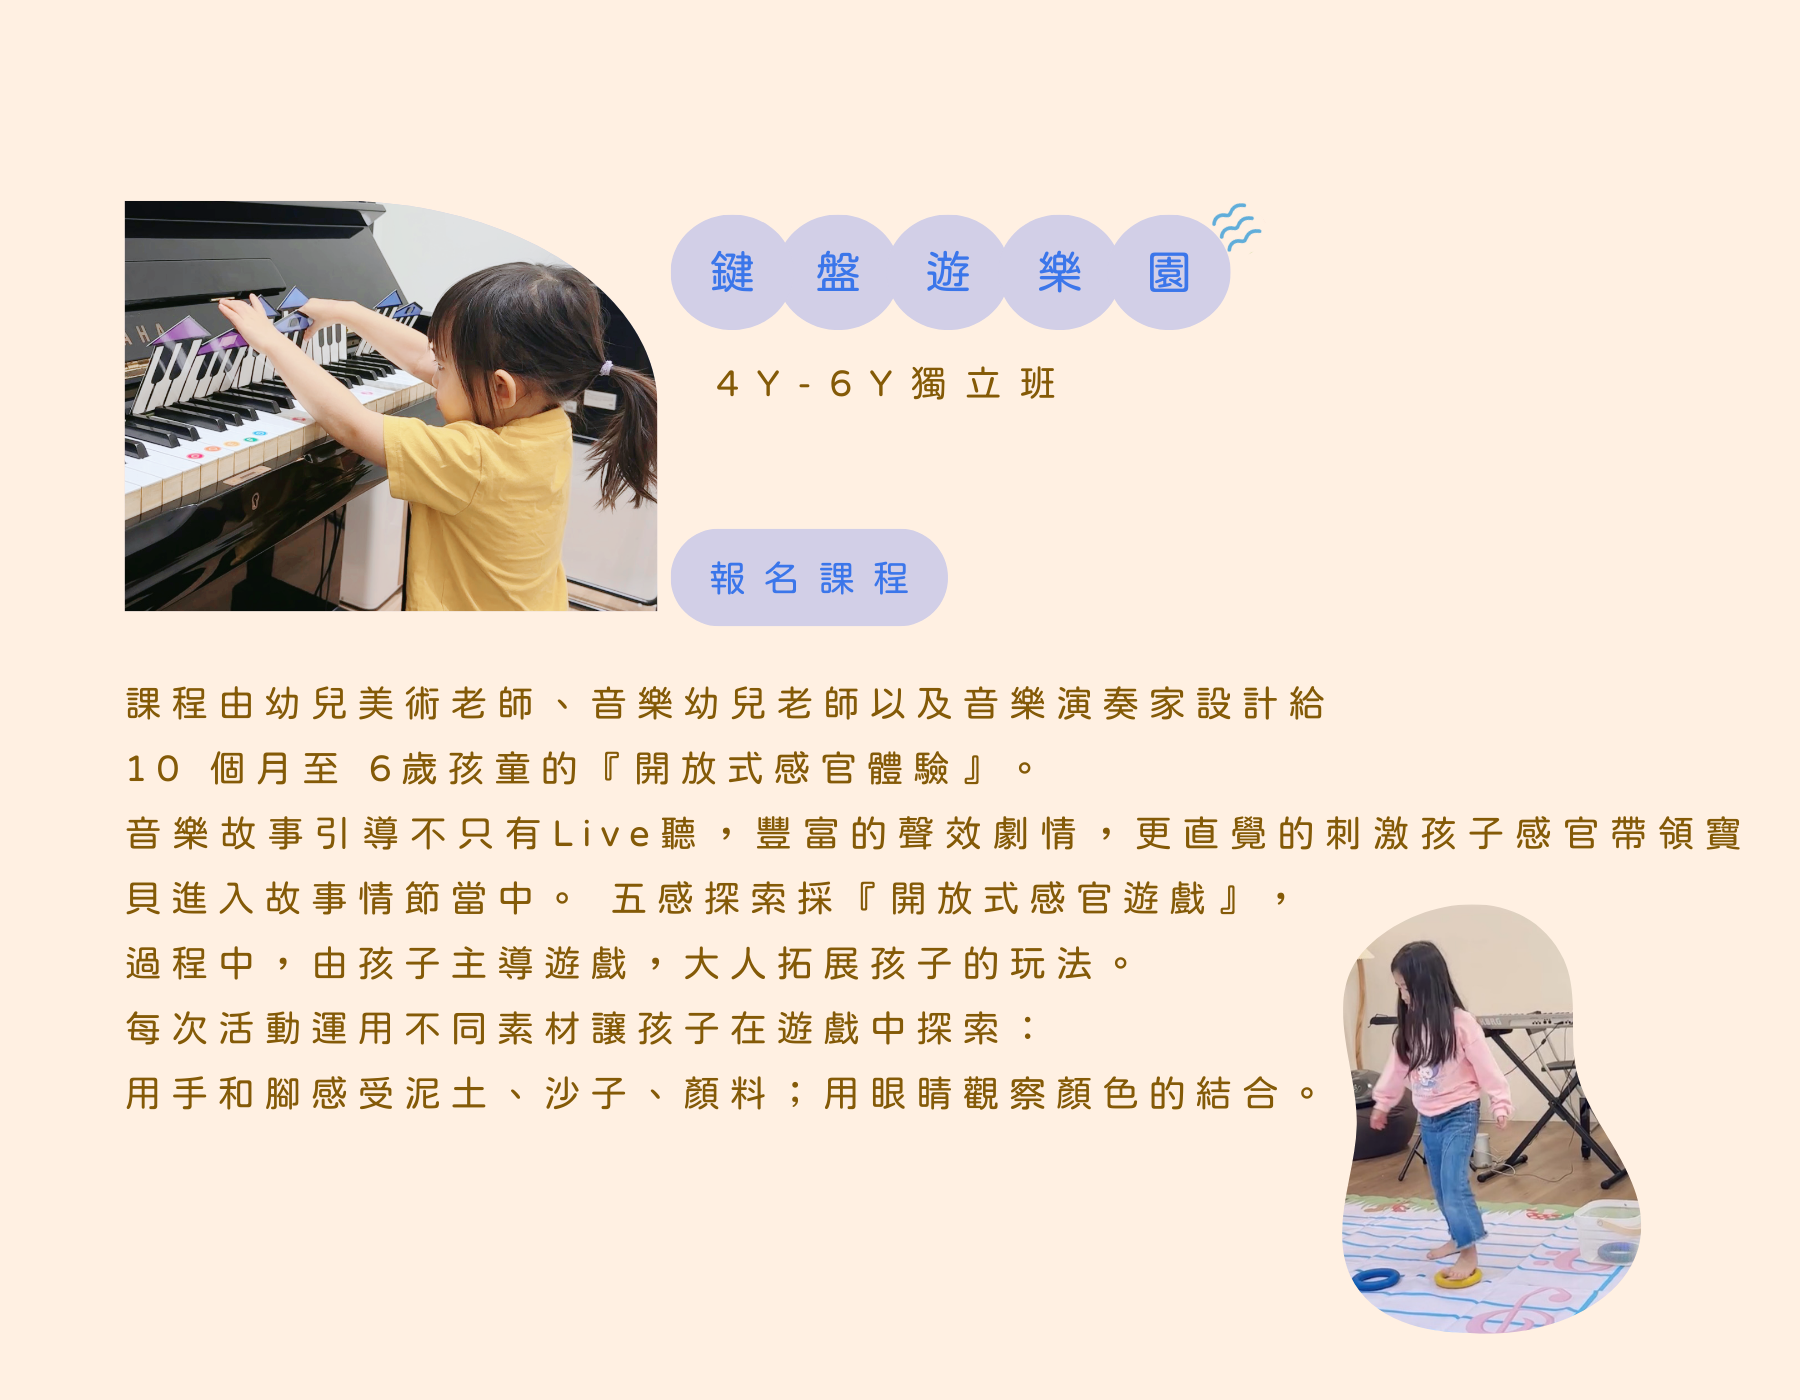 鍵盤遊樂園
4Y-6Y獨立班
報名課程
課程由幼兒美術老師、音樂幼兒老師以及音樂演奏家設計給
10 個月至 6歲孩童的『開放式感官體驗』。
音樂故事引導不只有Live聽，豐富的聲效劇情，更直覺的刺激孩子感官帶領寶
貝進入故事情節當中。 五感探索採『開放式感官遊戲』，
過程中，由孩子主導遊戲，大人拓展孩子的玩法。
每次活動運用不同素材讓孩子在遊戲中探索：
用手和腳感受泥土、沙子、顏料；用眼睛觀察顏色的結合。
AHA
KORG